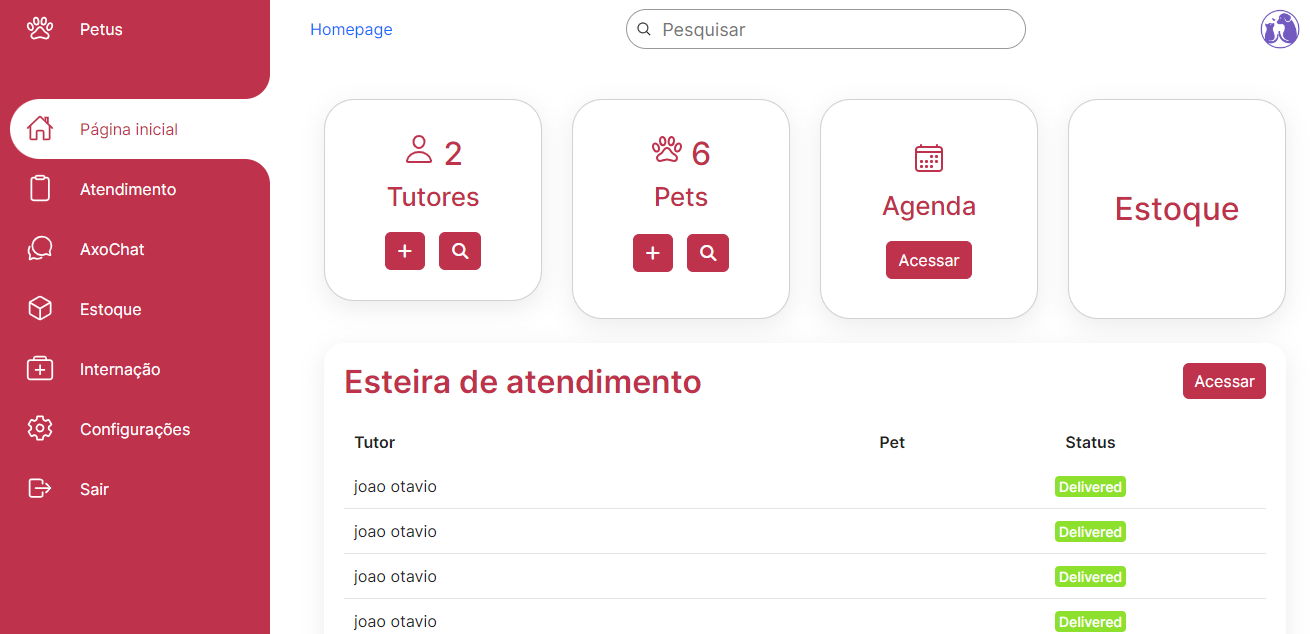 Petus
Homepage
Pesquisar
Página inicial
Atendimento
AxoChat
Estoque
Internação
Configurações
Sair
2
Tutores
6
Pets
Agenda
Acessar
Estoque
Esteira de atendimento
Acessar
Tutor Pet Status
joao otavio Delivered
joao otavio Delivered
joao otavio Delivered
joao otavio Delivered